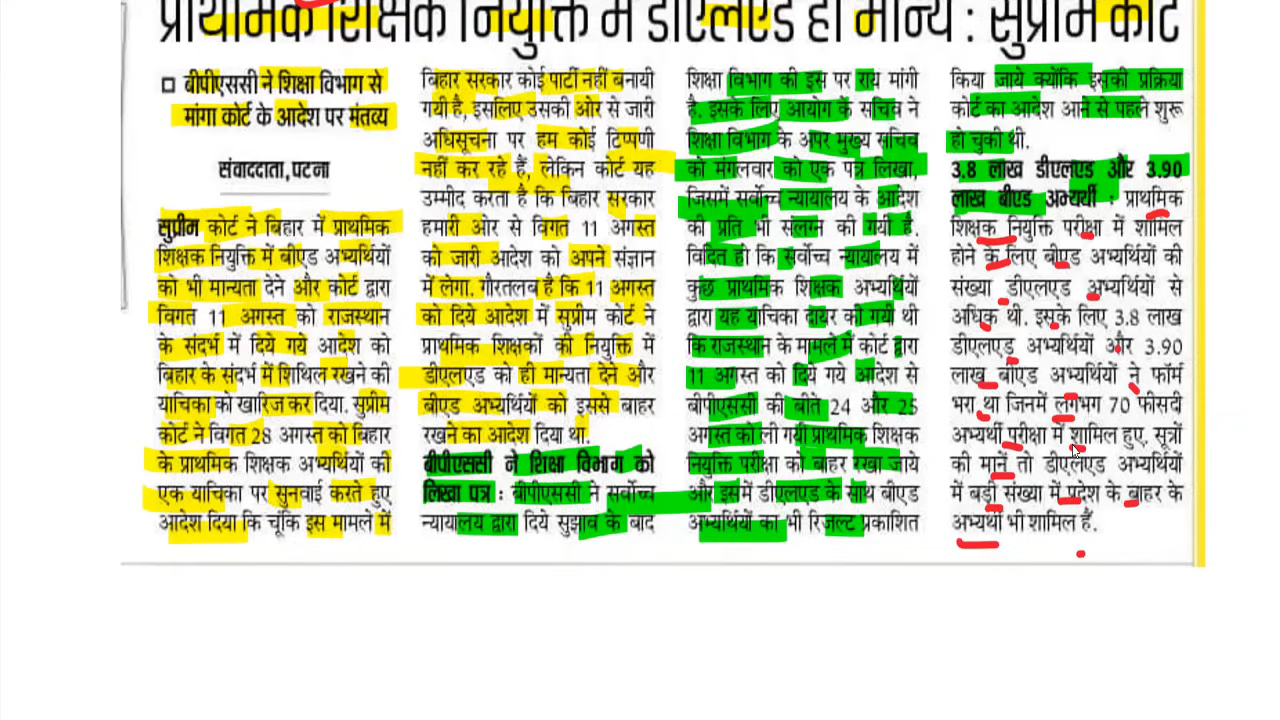 प्राथमिक शिक्षक नियुक्ति में डीएलएड ही मान्य : सुप्रीम कोर्ट
बीपीएससी ने शिक्षा विभाग से
मांगा कोर्ट के आदेश पर मंतव्य
संवाददाता, पटना
सुप्रीम कोर्ट ने बिहार में प्राथमिक
शिक्षक नियुक्ति में बीएड अभ्यर्थियों
को भी मान्यता देने और कोर्ट द्वारा
विगत 11 अगस्त को राजस्थान
के संदर्भ में दिये गये आदेश को
बिहार के संदर्भ में शिथिल रखने की
याचिका को खारिज कर दिया. सुप्रीम
कोर्ट ने विगत 28 अगस्त को बिहार
के प्राथमिक शिक्षक अभ्यर्थियों की
एक याचिका पर सुनवाई करते हुए
आदेश दिया कि चूंकि इस मामले में
बिहार सरकार कोई पार्टी नहीं बनायी
गयी है, इसलिए उसकी ओर से जारी
अधिसूचना पर हम कोई टिप्पणी
नहीं कर रहे हैं, लेकिन कोर्ट यह
उम्मीद करता है कि बिहार सरकार
हमारी ओर से विगत 11 अगस्त
को जारी आदेश को अपने संज्ञान
में लेगा. गौरतलब है कि 11 अगस्त
को दिये आदेश में सुप्रीम कोर्ट ने
प्राथमिक शिक्षकों की नियुक्ति में
डीएलएड को ही मान्यता देने और
बीएड अभ्यर्थियों को इससे बाहर
रखने का आदेश दिया था.
बीपीएससी ने शिक्षा विभाग को
लिखा पत्र : बीपीएससी ने सर्वोच्च
न्यायालय द्वारा दिये सुझाव के बाद
शिक्षा विभाग की इस पर राय मांगी
है. इसके लिए आयोग के सचिव ने
शिक्षा विभाग के अपर मुख्य सचिव
को मंगलवार को एक पत्र लिखा,
जिसमें सर्वोच्च न्यायालय के आदेश
की प्रति भी संलग्न की गयी है.
विदित हो कि सर्वोच्च न्यायालय में
कुछ प्राथमिक शिक्षक अभ्यर्थियों
द्वारा यह याचिका दायर की गयी थी
कि राजस्थान के मामले में कोर्ट द्वारा
11 अगस्त को दिये गये आदेश से
बीपीएससी की बीते 24 और 25
अगस्त को ली गयी प्राथमिक शिक्षक
नियुक्ति परीक्षा को बाहर रखा जाये
और इसमें डीएलएड के साथ बीएड
अभ्यर्थियों का भी रिजल्ट प्रकाशित
किया जाये क्योंकि इसकी प्रक्रिया
कोर्ट का आदेश आने से पहले शुरू
हो चुकी थी.
3.8 लाख डीएलएड और 3.90
लाख बीएड अभ्यर्थी : प्राथमिक
शिक्षक नियुक्ति परीक्षा में शामिल
होने के लिए बीएड अभ्यर्थियों की
संख्या डीएलएड अभ्यर्थियों से
अधिक थी. इसके लिए 3.8 लाख
डीएलएड अभ्यर्थियों और 3.90
लाख बीएड अभ्यर्थियों ने फॉर्म
भरा था जिनमें लगभग 70 फीसदी
अभ्यर्थी परीक्षा में शामिल हुए. सूत्रों
की मानें तो डीएलएड अभ्यर्थियों
में बड़ी संख्या में प्रदेश के बाहर के
अभ्यर्थी भी शामिल हैं.